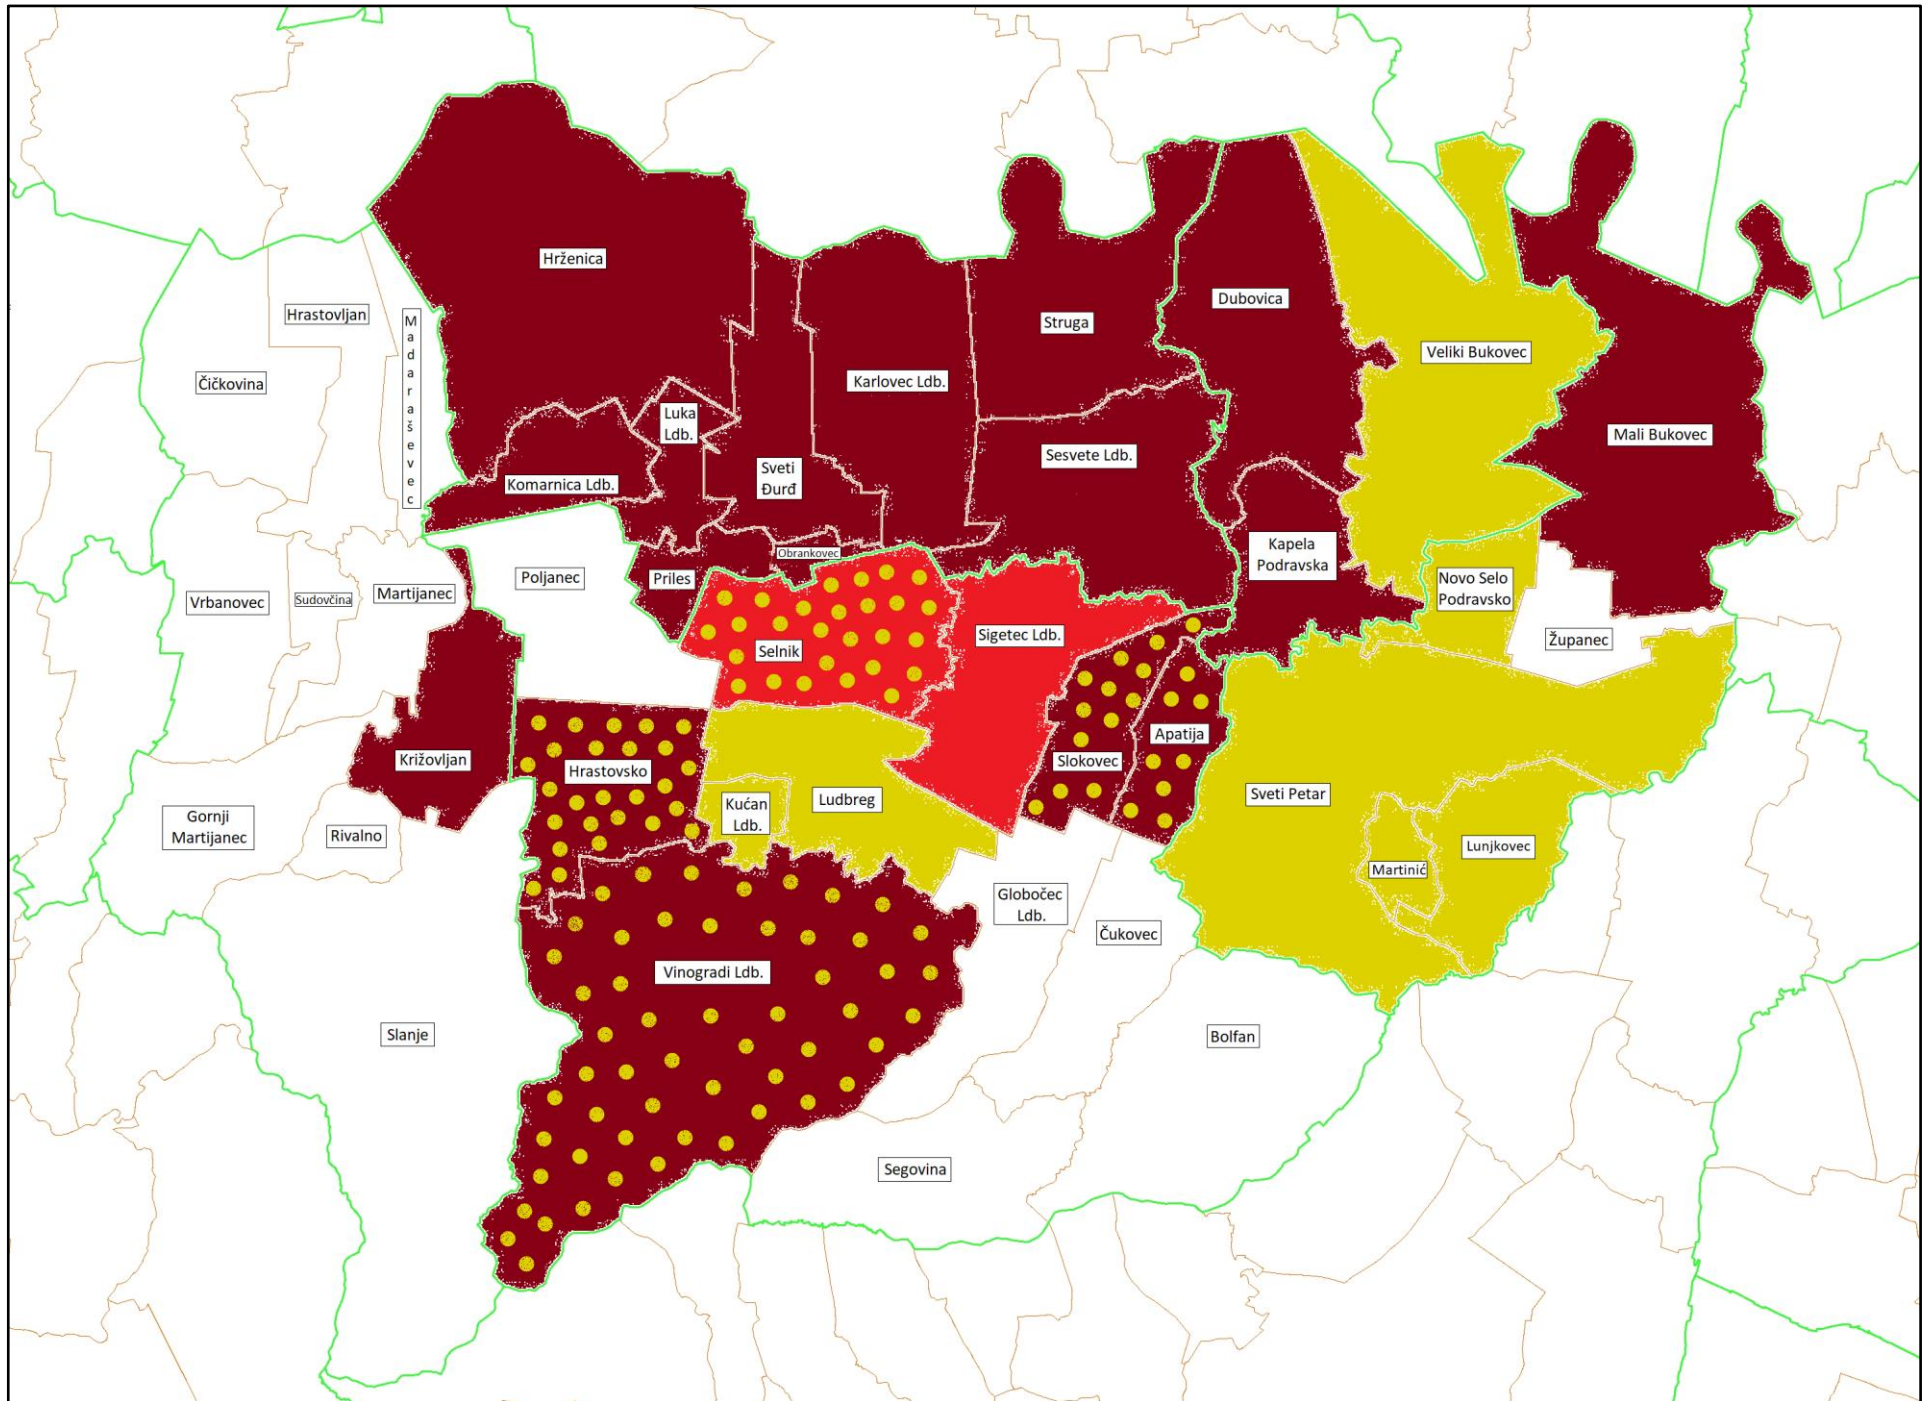 Hrženica
Dubovica
Hrastovljan
Struga
M
a
d
a
r
a
š
e
v
e
c
Veliki Bukovec
Čičkovina
Karlovec Ldb.
Luka
Ldb.
Mali Bukovec
Sesvete Ldb.
Sveti
Đurđ
Komarnica Ldb.
Kapela
Podravska
Obrankovec
Poljanec
Priles
Novo Selo
Podravsko
Martijanec
Vrbanovec
Sudovčina
Sigetec Ldb.
Županec
Selnik
Apatija
Križovljan
Slokovec
Hrastovsko
Sveti Petar
Ludbreg
Kućan
Ldb.
Gornji
Martijanec
Rivalno
Lunjkovec
Martinić
Globočec
Ldb.
Čukovec
Vinogradi Ldb.
Slanje
Bolfan
Segovina